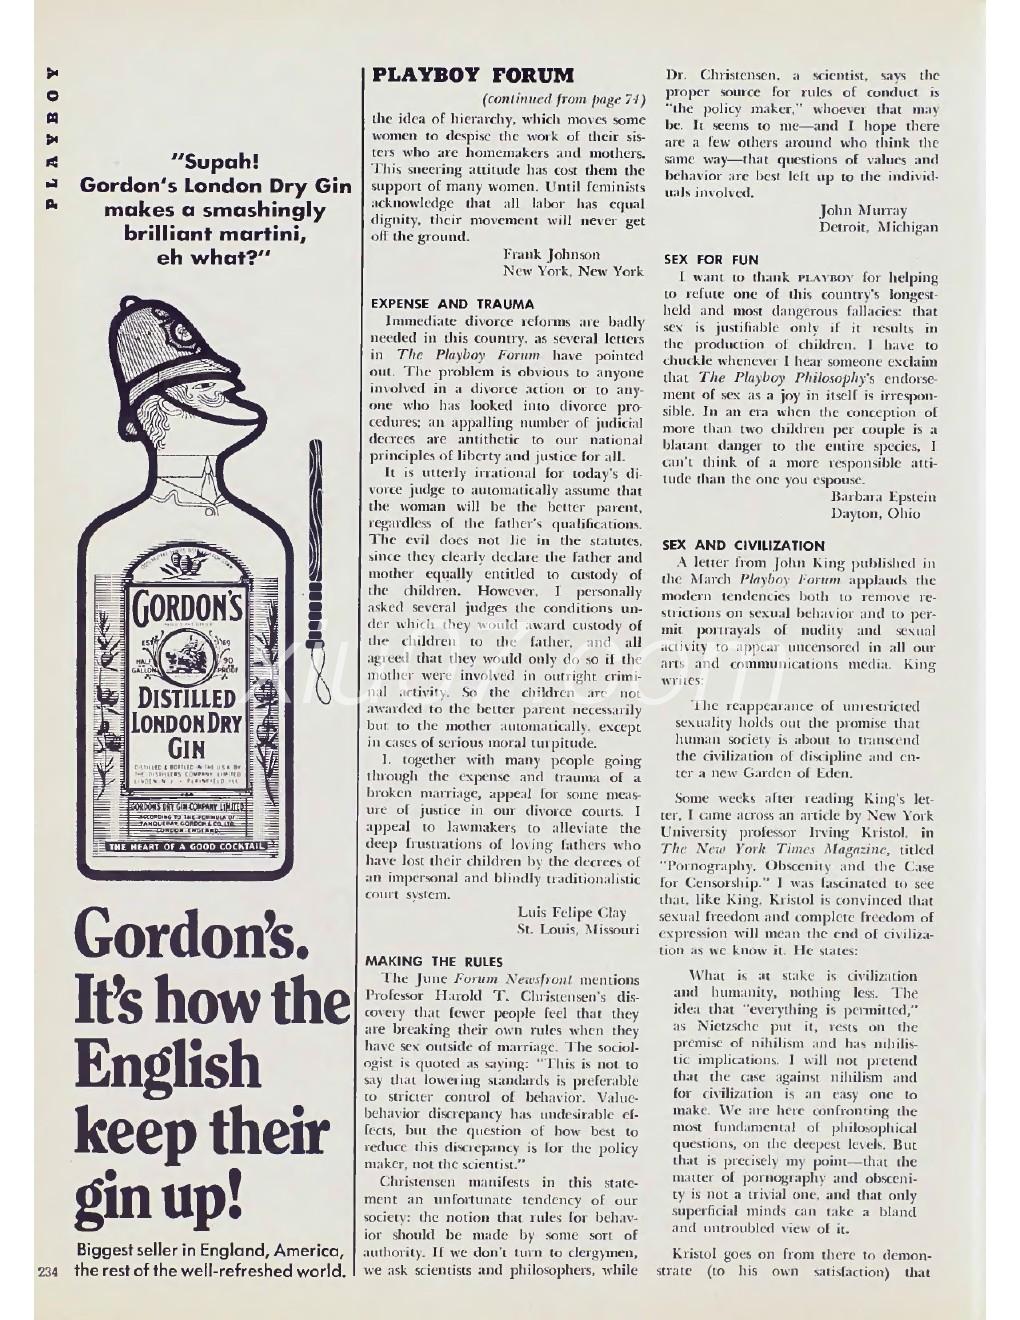 PLAYBOY
"Supah!
Gordon's London Dry Gin
makes a smashingly
brilliant martini,
eh what?"
GORDON'S
ESTD
1769
HALF
GALLON
90
PROOF
DISTILLED
LONDON DRY
GIN
DISTILLED & BOTTLED IN THE U.S.A. BY
THE DISTILLERS COMPANY LIMITED
LINDEN N. J.
GORDON'S DRY GIN COMPANY LIMITED
ACCORDING TO THE FORMULA OF
TANQUERAY GORDON & CO. LTD.
LONDON ENGLAND
THE HEART OF A GOOD COCKTAIL
Gordon's.
It's how the
English
keep their
gin up!
Biggest seller in England, America,
the rest of the well-refreshed world.
234
PLAYBOY FORUM
(continued from page 74)
the idea of hierarchy, which moves some
women to despise the work of their sis-
ters who are homemakers and mothers.
This sneering attitude has cost them the
support of many women. Until feminists
acknowledge that all labor has equal
dignity, their movement will never get
off the ground.
Frank Johnson
New York, New York
EXPENSE AND TRAUMA
Immediate divorce reforms are badly
needed in this country, as several letters
in The Playboy Forum have pointed
out. The problem is obvious to anyone
involved in a divorce action or to any-
one who has looked into divorce pro-
cedures; an appalling number of judicial
decrees are antithetic to our national
principles of liberty and justice for all.
It is utterly irrational for today's di-
vorce judge to automatically assume that
the woman will be the better parent,
regardless of the father's qualifications.
The evil does not lie in the statutes,
since they clearly declare the father and
mother equally entitled to custody of
the children. However, I personally
asked several judges the conditions un-
der which they would award custody of
the children to the father, and all
agreed that they would only do so if the
mother were involved in outright crimi-
nal activity. So the children are not
awarded to the better parent necessarily
but to the mother automatically, except
in cases of serious moral turpitude.
I, together with many people going
through the expense and trauma of a
broken marriage, appeal for some meas-
ure of justice in our divorce courts. I
appeal to lawmakers to alleviate the
deep frustrations of loving fathers who
have lost their children by the decrees of
an impersonal and blindly traditionalistic
court system.
Luis Felipe Clay
St. Louis, Missouri
MAKING THE RULES
The June Forum Newsfront mentions
Professor Harold T. Christensen's dis-
covery that fewer people feel that they
are breaking their own rules when they
have sex outside of marriage. The sociol-
ogist is quoted as saying: "This is not to
say that lowering standards is preferable
to stricter control of behavior. Value-
behavior discrepancy has undesirable ef-
fects, but the question of how best to
reduce this discrepancy is for the policy
maker, not the scientist."
Christensen manifests in this state-
ment an unfortunate tendency of our
society: the notion that rules for behav-
ior should be made by some sort of
authority. If we don't turn to clergymen,
we ask scientists and philosophers, while
Dr. Christensen, a scientist, says the
proper source for rules of conduct is
"the policy maker," whoever that may
be. It seems to me—and I hope there
are a few others around who think the
same way—that questions of values and
behavior are best left up to the individ-
uals involved.
John Murray
Detroit, Michigan
SEX FOR FUN
I want to thank PLAYBOY for helping
to refute one of this country's longest-
held and most dangerous fallacies: that
sex is justifiable only if it results in
the production of children. I have to
chuckle whenever I hear someone exclaim
that The Playboy Philosophy's endorse-
ment of sex as a joy in itself is irrespon-
sible. In an era when the conception of
more than two children per couple is a
blatant danger to the entire species, I
can't think of a more responsible atti-
tude than the one you espouse.
Barbara Epstein
Dayton, Ohio
SEX AND CIVILIZATION
A letter from John King published in
the March Playboy Forum applauds the
modern tendencies both to remove re-
strictions on sexual behavior and to per-
mit portrayals of nudity and sexual
activity to appear uncensored in all our
arts and communications media. King
writes:
The reappearance of unrestricted
sexuality holds out the promise that
human society is about to transcend
the civilization of discipline and en-
ter a new Garden of Eden.
Some weeks after reading King's let-
ter, I came across an article by New York
University professor Irving Kristol, in
The New York Times Magazine, titled
"Pornography, Obscenity and the Case
for Censorship." I was fascinated to see
that, like King, Kristol is convinced that
sexual freedom and complete freedom of
expression will mean the end of civiliza-
tion as we know it. He states:
What is at stake is civilization
and humanity, nothing less. The
idea that "everything is permitted,"
as Nietzsche put it, rests on the
premise of nihilism and has nihilis-
tic implications. I will not pretend
that the case against nihilism and
for civilization is an easy one to
make. We are here confronting the
most fundamental of philosophical
questions, on the deepest levels. But
that is precisely my point—that the
matter of pornography and obsceni-
ty is not a trivial one, and that only
superficial minds can take a bland
and untroubled view of it.
Kristol goes on from there to demon-
strate (to his own satisfaction) that